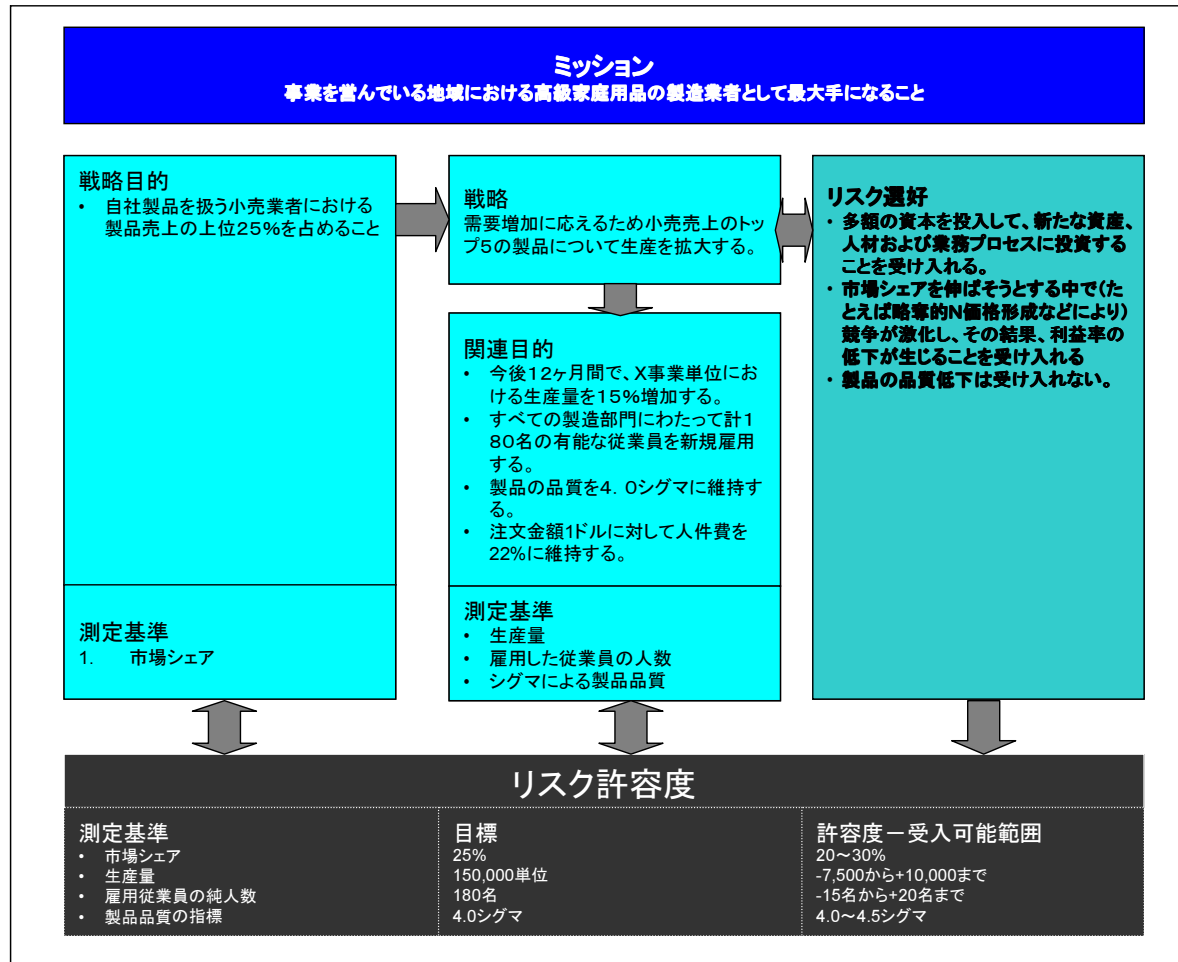 ミッション
事業を営んでいる地域における高級家庭用品の製造業者として最大手になること
戦略目的
• 自社製品を扱う小売業者における
製品売上の上位25%を占めること
測定基準
1. 市場シェア
戦略
需要増加に応えるため小売売上のトッ
プ5の製品について生産を拡大する。
関連目的
• 今後12ヶ月間で、X事業単位にお
ける生産量を15%増加する。
• すべての製造部門にわたって計1
80名の有能な従業員を新規雇用
する。
• 製品の品質を4.0シグマに維持す
る。
• 注文金額1ドルに対して人件費を
22%に維持する。
測定基準
• 生産量
• 雇用した従業員の人数
• シグマによる製品品質
リスク選好
• 多額の資本を投入して、新たな資産、
人材および業務プロセスに投資する
ことを受け入れる。
• 市場シェアを伸ばそうとする中で(た
とえば略奪的N価格形成などにより)
競争が激化し、その結果、利益率の
低下が生じることを受け入れる
• 製品の品質低下は受け入れない。
リスク許容度
測定基準
• 市場シェア
• 生産量
• 雇用従業員の純人数
• 製品品質の指標
目標
25%
150,000単位
180名
4.0シグマ
許容度－受入可能範囲
20～30%
-7,500から+10,000まで
-15名から+20名まで
4.0～4.5シグマ